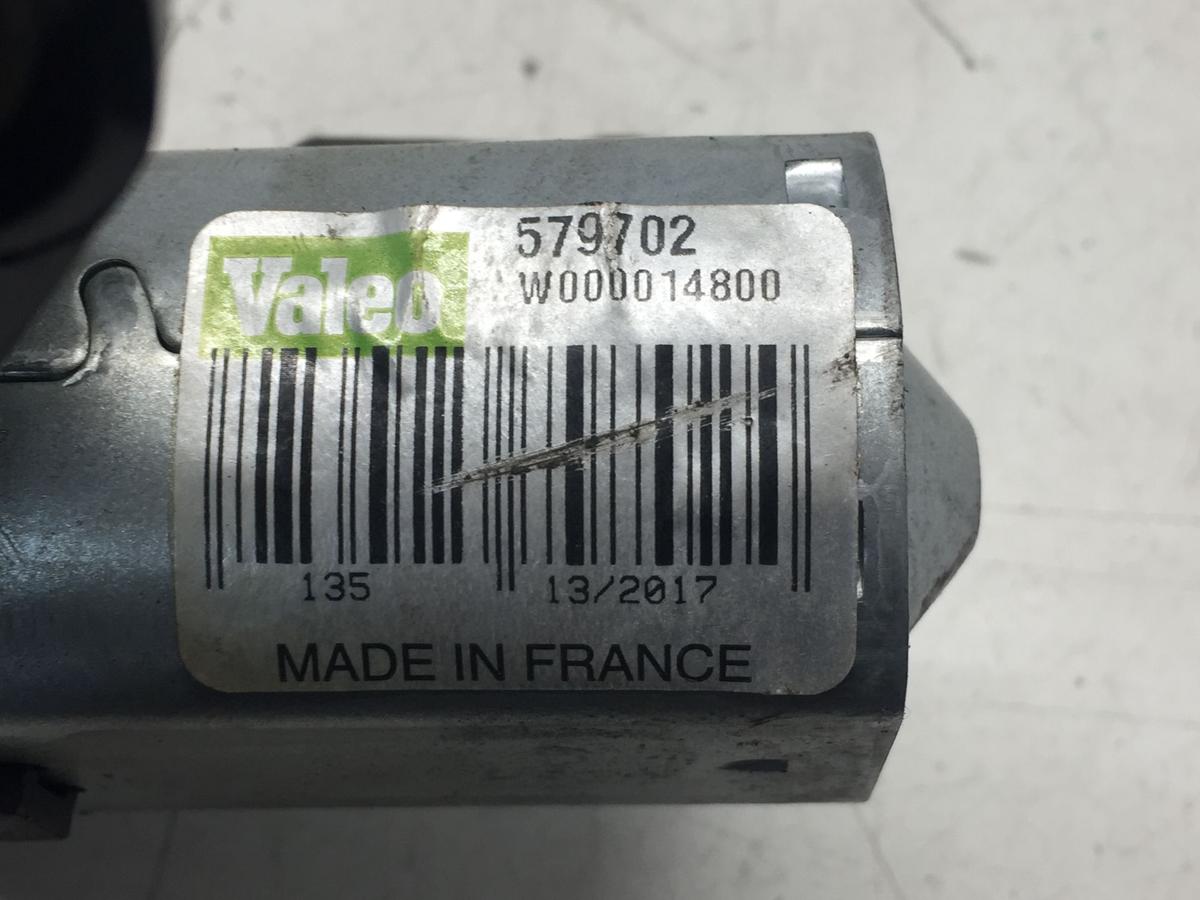 Valeo
579702
W000014800
135
13/2017
MADE IN FRANCE